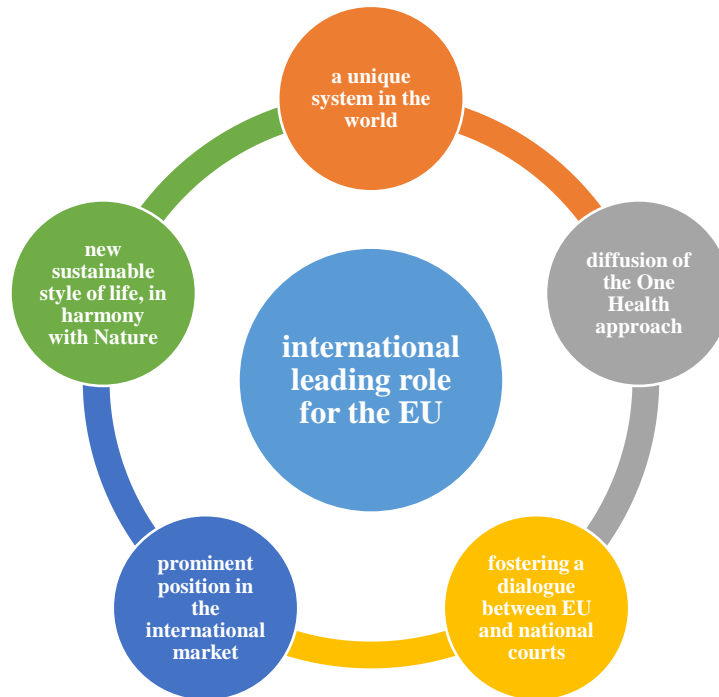 a unique
system in the
world
diffusion of
the One
Health
approach
fostering a
dialogue
between EU
and national
courts
prominent
position in
the
international
market
new
sustainable
style of life, in
harmony
with Nature
international
leading role
for the EU